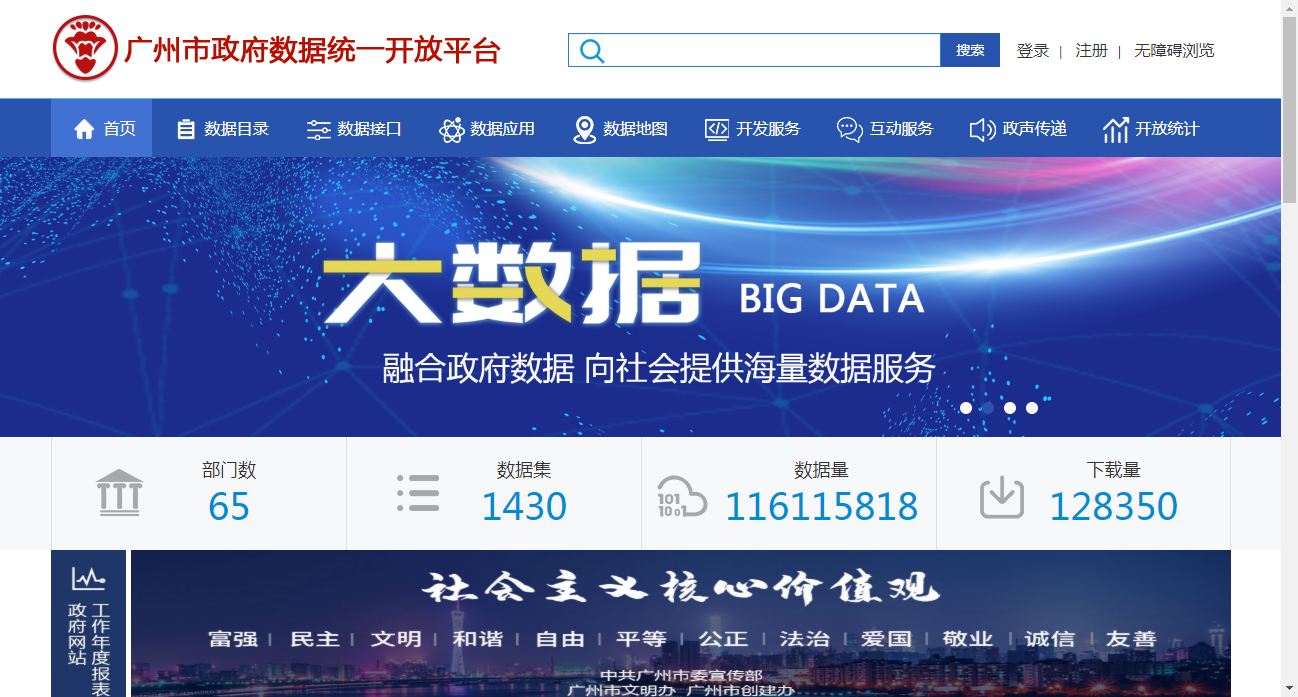 广州市政府数据统一开放平台
搜索
登录 | 注册 | 无障碍浏览
首页 数据目录 数据接口 数据应用 数据地图 开发服务 互动服务 政声传递 开放统计
大数据 BIG DATA
融合政府数据 向社会提供海量数据服务
部门数
65
数据集
1430
数据量
116115818
下载量
128350
政府网站
工作年度报表
社会主义核心价值观
富强 | 民主 | 文明 | 和谐 | 自由 | 平等 | 公正 | 法治 | 爱国 | 敬业 | 诚信 | 友善
中共广州市委宣传部
广州市文明办 广州市创建办